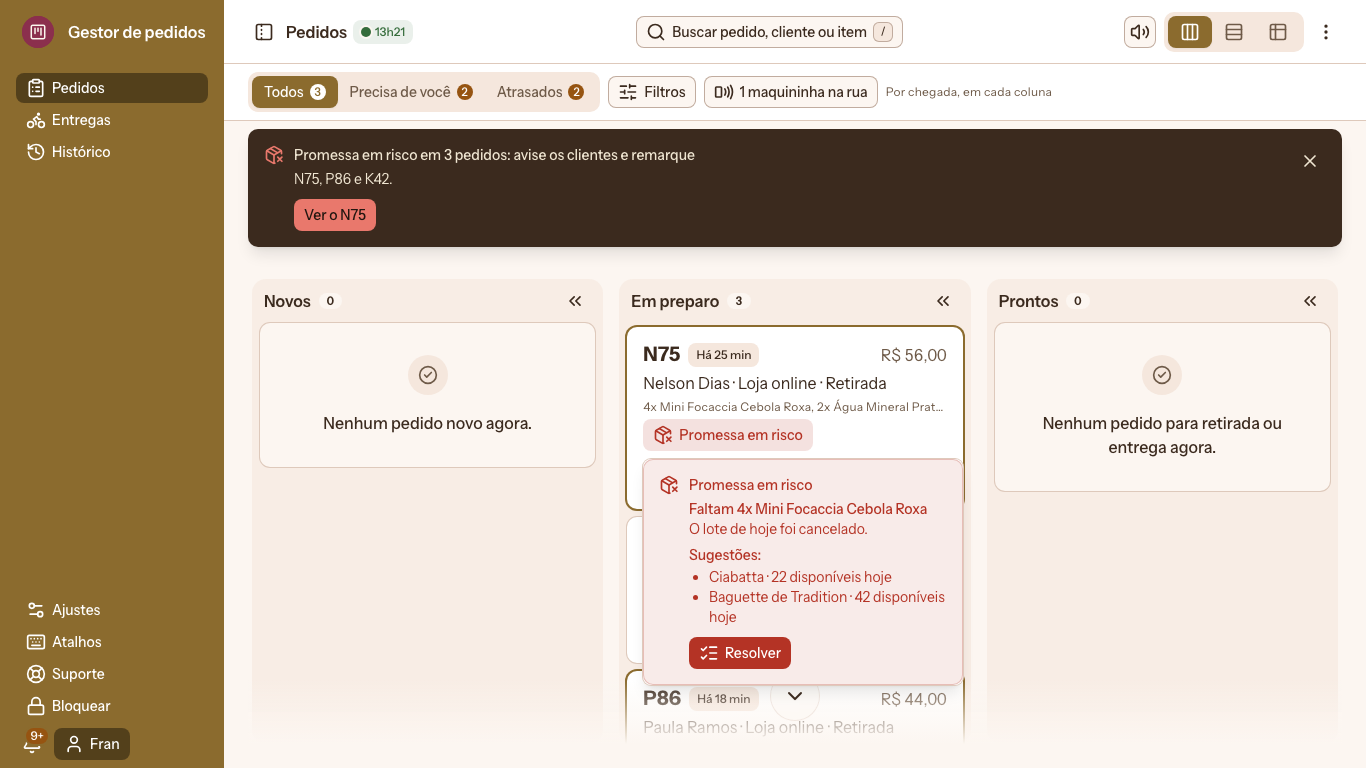 Gestor de pedidos
Pedidos
Entregas
Histórico
Ajustes
Atalhos
Suporte
Bloquear
9+
Fran
Pedidos
13h21
Buscar pedido, cliente ou item
/
Todos 3
Precisa de você 2
Atrasados 2
Filtros
1 maquininha na rua
Por chegada, em cada coluna
Promessa em risco em 3 pedidos: avise os clientes e remarque
N75, P86 e K42.
Ver o N75
Novos 0
Nenhum pedido novo agora.
Em preparo 3
N75 Há 25 min R$ 56,00
Nelson Dias · Loja online · Retirada
4x Mini Focaccia Cebola Roxa, 2x Água Mineral Prat…
Promessa em risco
Promessa em risco
Faltam 4x Mini Focaccia Cebola Roxa
O lote de hoje foi cancelado.
Sugestões:
• Ciabatta · 22 disponíveis hoje
• Baguette de Tradition · 42 disponíveis
hoje
Resolver
P86 Há 18 min R$ 44,00
Paula Ramos · Loja online · Retirada
Prontos 0
Nenhum pedido para retirada ou
entrega agora.